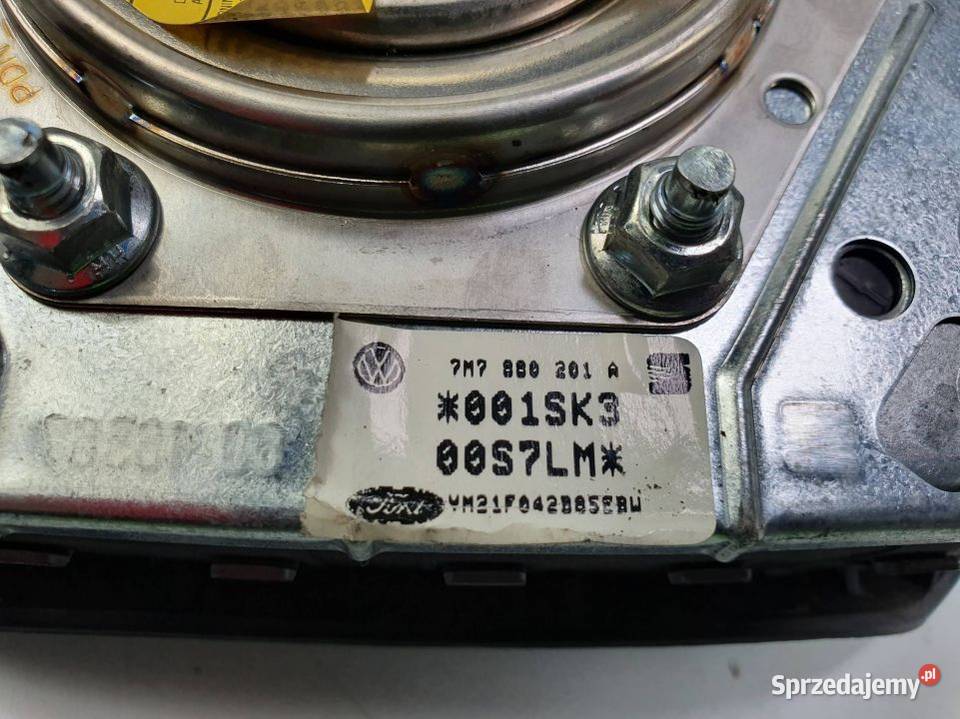 7M7 880 201 A
*001SK3
00S7LM*
Ford
YM21F042B85EBW
Sprzedajemy.pl